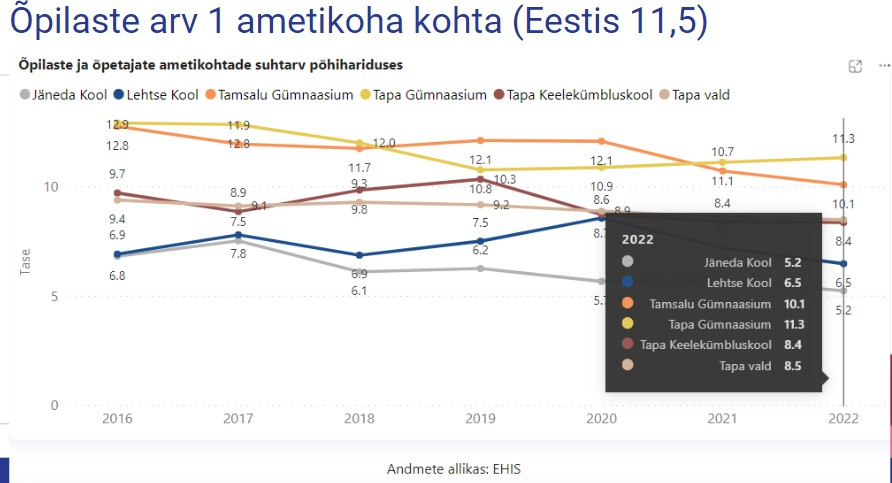 Õpilaste arv 1 ametikoha kohta (Eestis 11,5)
Õpilaste ja õpetajate ametikohtade suhtarv põhihariduses
Jäneda Kool Lehtse Kool Tamsalu Gümnaasium Tapa Gümnaasium Tapa Keelekümbluskool Tapa vald
12.9 11.9 12.8 12.8 12.0
11.7 12.1 12.1 10.7 11.3
9.7 8.9 9.3 10.3 10.8 10.9 11.1
10
9.4 9.1 9.8 9.2 8.6 8.9 8.4 10.1
6.9 7.5 7.5 8.4
6.8 7.8 6.9 6.2 6.5
6.1 5.2
Tase
5
0
2022
Jäneda Kool 5.2
Lehtse Kool 6.5
Tamsalu Gümnaasium 10.1
Tapa Gümnaasium 11.3
Tapa Keelekümbluskool 8.4
Tapa vald 8.5
2016 2017 2018 2019 2020 2021 2022
Andmete allikas: EHIS